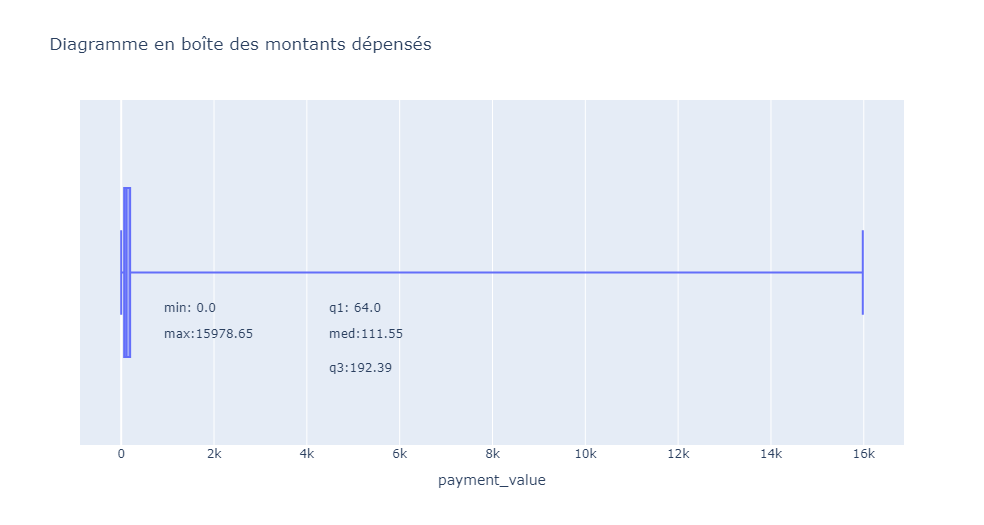 Diagramme en boîte des montants dépensés
min: 0.0
max:15978.65
q1: 64.0
med:111.55
q3:192.39
0 2k 4k 6k 8k 10k 12k 14k 16k
payment_value